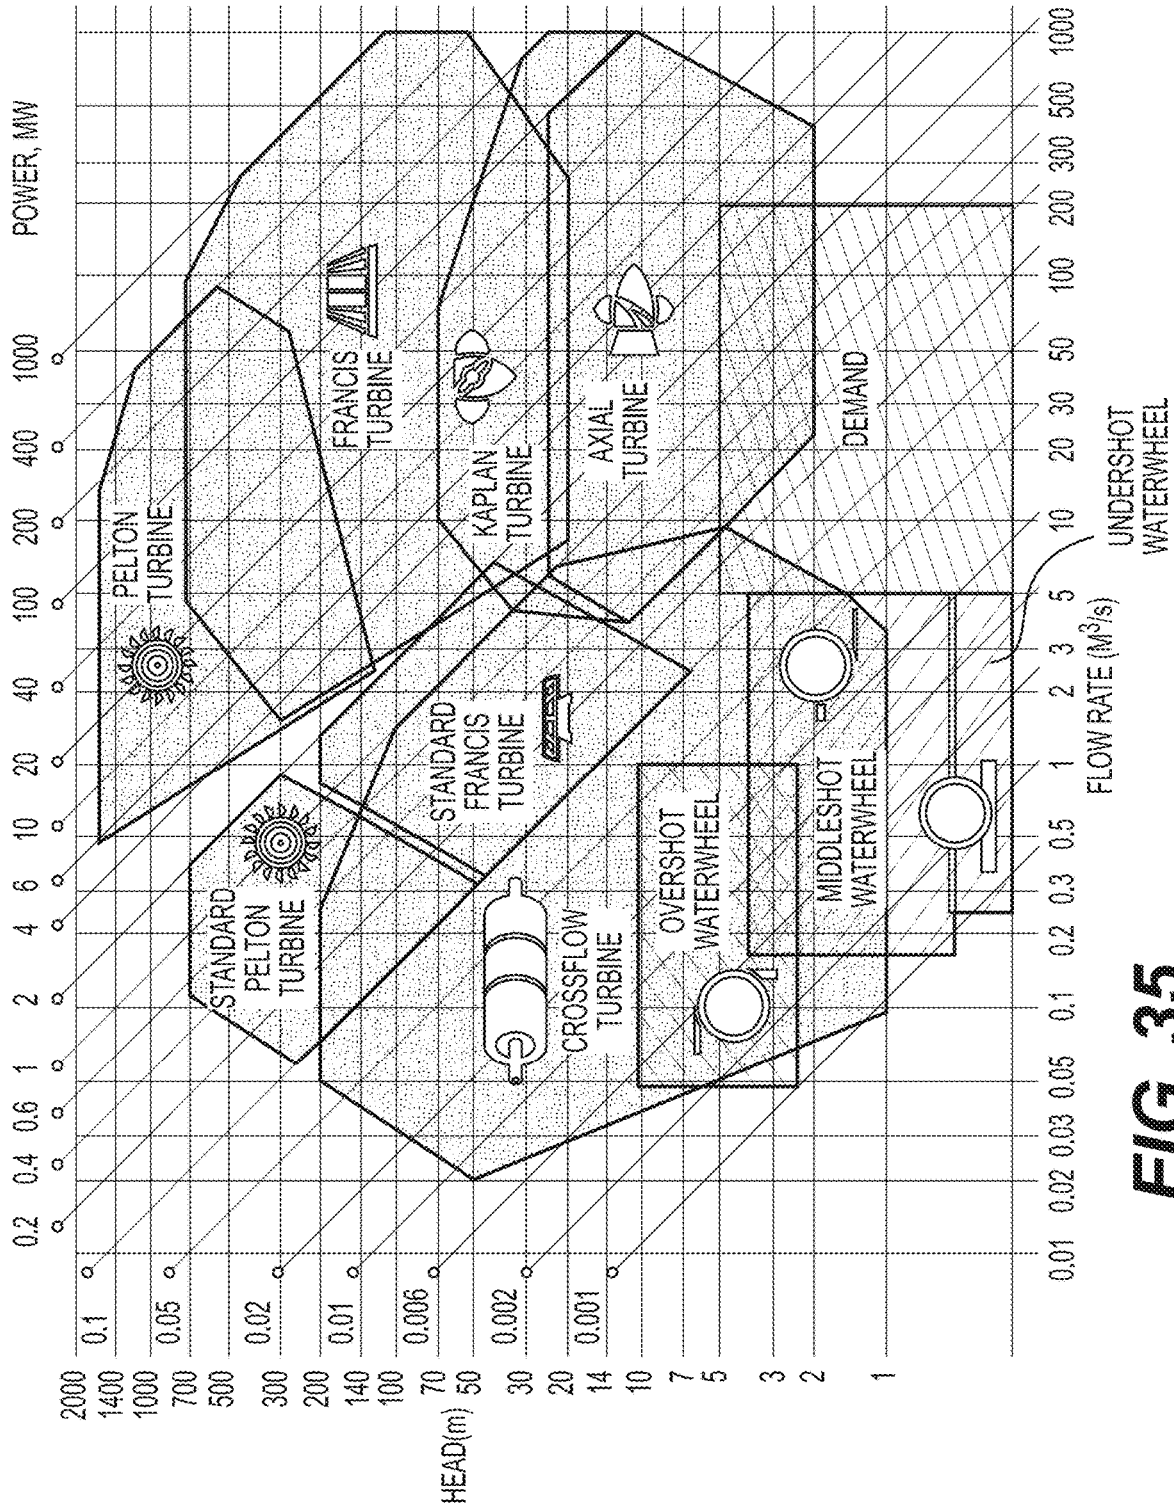 POWER, MW
0.2
0.4
0.6
1
2
4
6
10
20
40
100
200
400
1000
0.1
0.05
0.02
0.01
0.006
0.002
0.001
HEAD(m)
2000
1400
1000
700
500
300
200
140
100
70
50
30
20
14
10
7
5
3
2
1
PELTON
TURBINE
STANDARD
PELTON
TURBINE
FRANCIS
TURBINE
STANDARD
FRANCIS
TURBINE
KAPLAN
TURBINE
CROSSFLOW
TURBINE
AXIAL
TURBINE
OVERSHOT
WATERWHEEL
MIDDLESHOT
WATERWHEEL
DEMAND
0.01
0.02
0.03
0.05
0.1
0.2
0.3
0.5
1
2
3
5
10
20
30
50
100
200
300
500
1000
FLOW RATE (M³/s)
UNDERSHOT
WATERWHEEL
FIG. 35